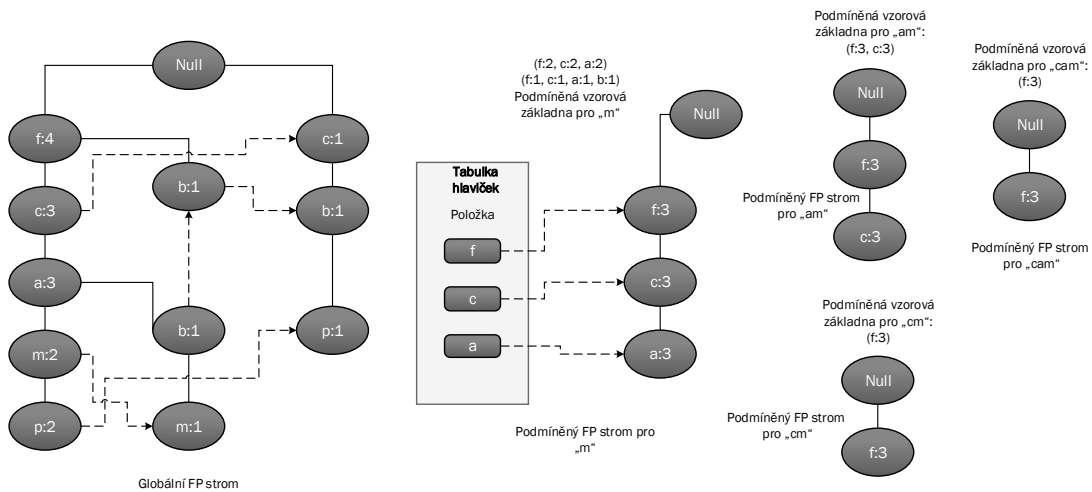 Null
f:4
c:1
b:1
c:3
b:1
a:3
b:1
p:1
m:2
p:2
m:1
Globální FP strom
(f:2, c:2, a:2)
(f:1, c:1, a:1, b:1)
Podmíněná vzorová
základna pro „m“
Null
Tabulka
hlaviček
Položka
f
c
a
f:3
c:3
a:3
Podmíněný FP strom pro
„m“
Podmíněná vzorová
základna pro „am“:
(f:3, c:3)
Null
f:3
c:3
Podmíněný FP strom
pro „am“
Podmíněná vzorová
základna pro „cam“:
(f:3)
Null
f:3
Podmíněný FP strom
pro „cam“
Podmíněná vzorová
základna pro „cm“:
(f:3)
Null
f:3
Podmíněný FP strom
pro „cm“